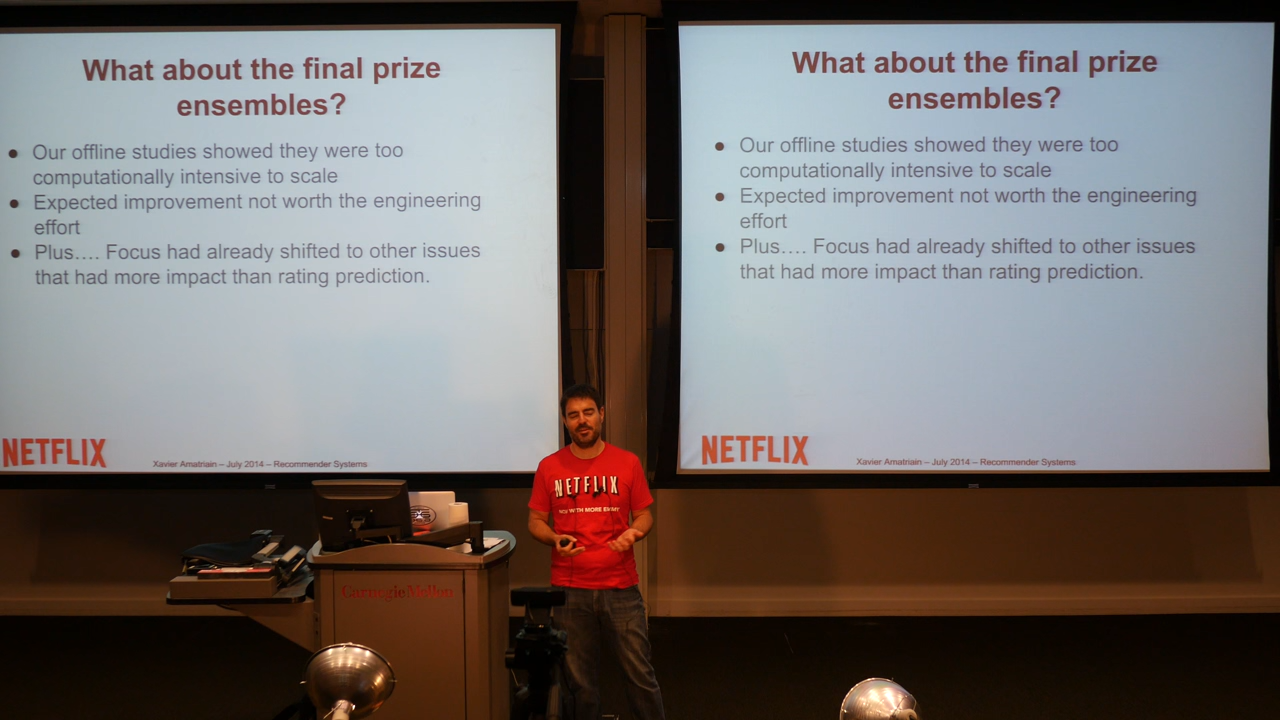 What about the final prize
ensembles?
● Our offline studies showed they were too
computationally intensive to scale
● Expected improvement not worth the engineering
effort
● Plus.... Focus had already shifted to other issues
that had more impact than rating prediction.
NETFLIX
Xavier Amatriain – July 2014 – Recommender Systems
What about the final prize
ensembles?
● Our offline studies showed they were too
computationally intensive to scale
● Expected improvement not worth the engineering
effort
● Plus.... Focus had already shifted to other issues
that had more impact than rating prediction.
NETFLIX
Xavier Amatriain – July 2014 – Recommender Systems
NETFLIX
NOW WITH MORE EMMY
Carnegie Mellon